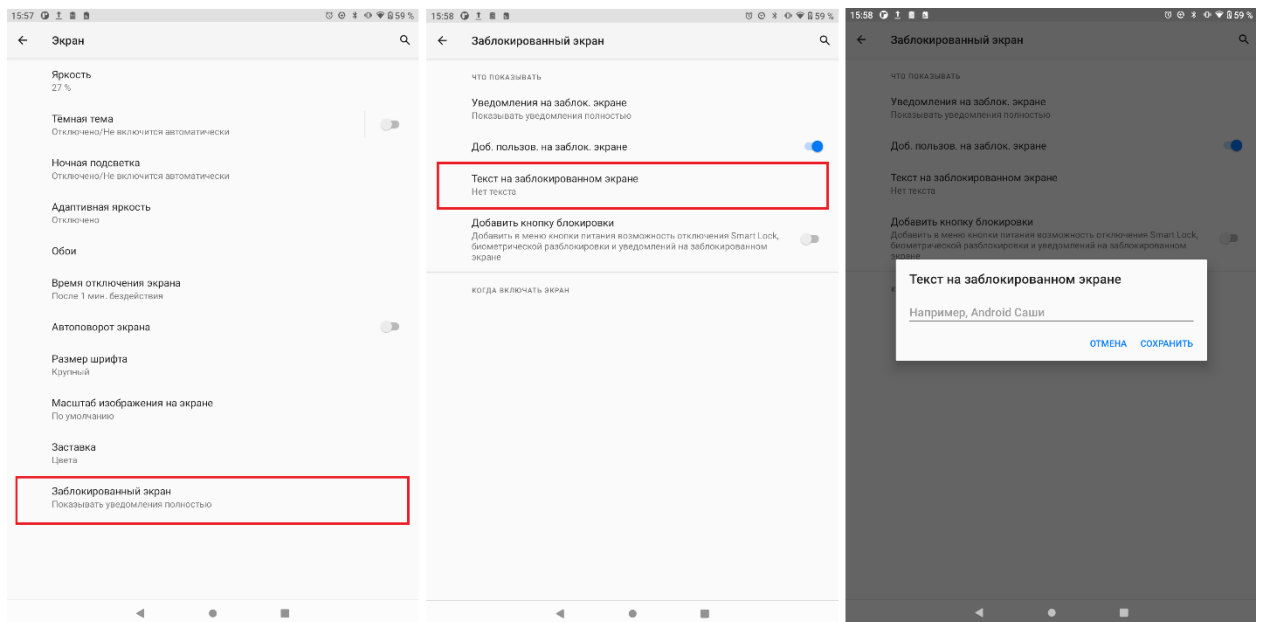 15:57
59 %
Экран
Яркость
27 %
Тёмная тема
Отключено/Не включится автоматически
Ночная подсветка
Отключено/Не включится автоматически
Адаптивная яркость
Отключено
Обои
Время отключения экрана
После 1 мин. бездействия
Автоповорот экрана
Размер шрифта
Крупный
Масштаб изображения на экране
По умолчанию
Заставка
Цвета
Заблокированный экран
Показывать уведомления полностью
15:58
59 %
Заблокированный экран
ЧТО ПОКАЗЫВАТЬ
Уведомления на заблок. экране
Показывать уведомления полностью
Доб. пользов. на заблок. экране
Текст на заблокированном экране
Нет текста
Добавить кнопку блокировки
Добавить в меню кнопки питания возможность отключения Smart Lock,
биометрической разблокировки и уведомлений на заблокированном
экране
КОГДА ВКЛЮЧАТЬ ЭКРАН
15:58
59 %
Заблокированный экран
ЧТО ПОКАЗЫВАТЬ
Уведомления на заблок. экране
Показывать уведомления полностью
Доб. пользов. на заблок. экране
Текст на заблокированном экране
Нет текста
Добавить кнопку блокировки
Добавить в меню кнопки питания возможность отключения Smart Lock,
биометрической разблокировки и уведомлений на заблокированном
экране
Текст на заблокированном экране
Например, Android Саши
ОТМЕНА СОХРАНИТЬ